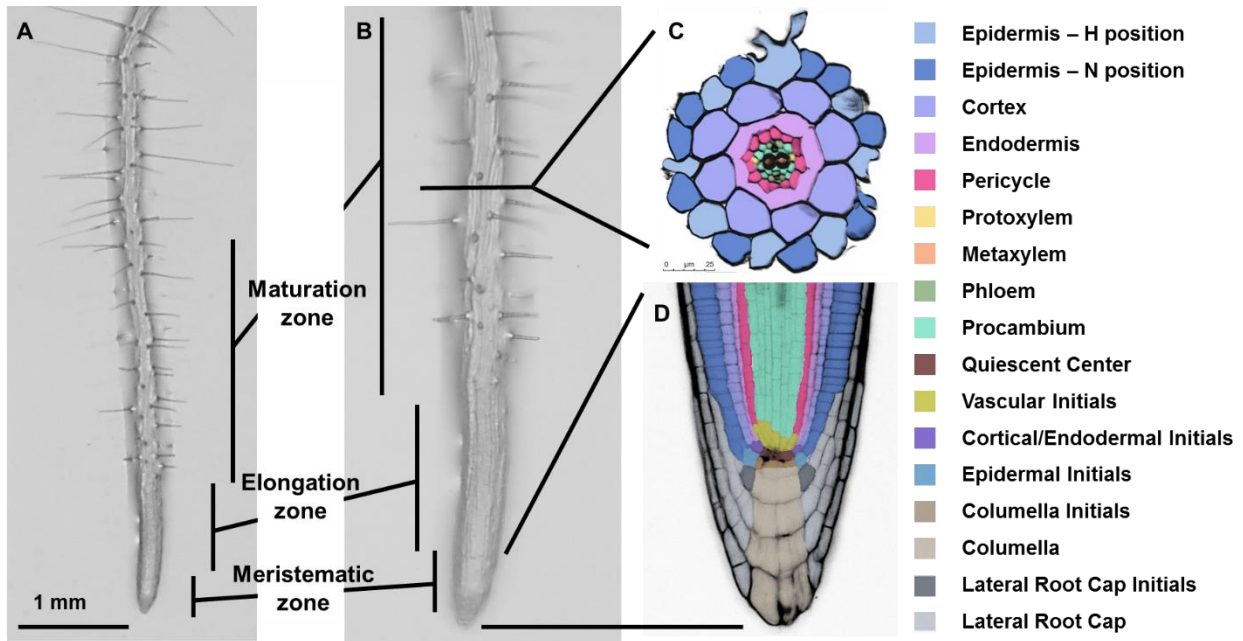 A
B
C
D
Maturation
zone
Elongation
zone
Meristematic
zone
1 mm
0 µm 25
Epidermis – H position
Epidermis – N position
Cortex
Endodermis
Pericycle
Protoxylem
Metaxylem
Phloem
Procambium
Quiescent Center
Vascular Initials
Cortical/Endodermal Initials
Epidermal Initials
Columella Initials
Columella
Lateral Root Cap Initials
Lateral Root Cap